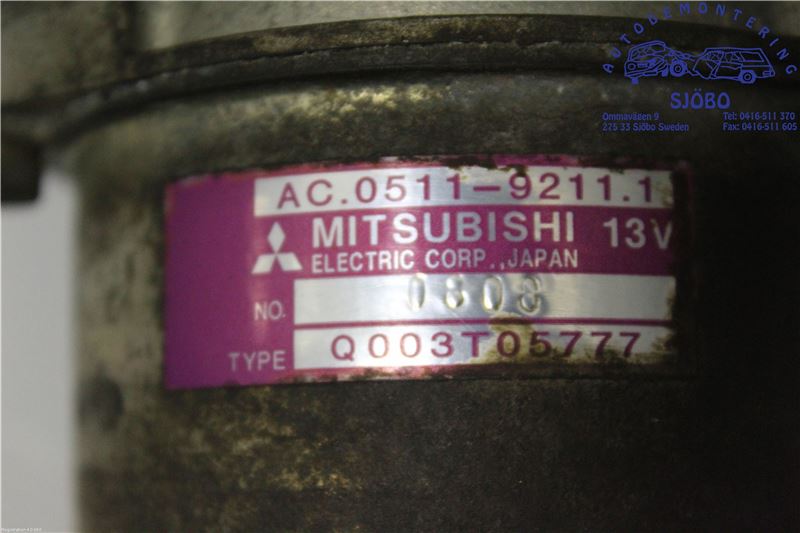 AUTODEMONTERING
SJÖBO
Ommavägen 9
275 33 Sjöbo Sweden
Tel: 0416-511 370
Fax: 0416-511 605
AC.0511-9211.1
MITSUBISHI 13V
ELECTRIC CORP., JAPAN
NO. 0808
TYPE Q003T05777